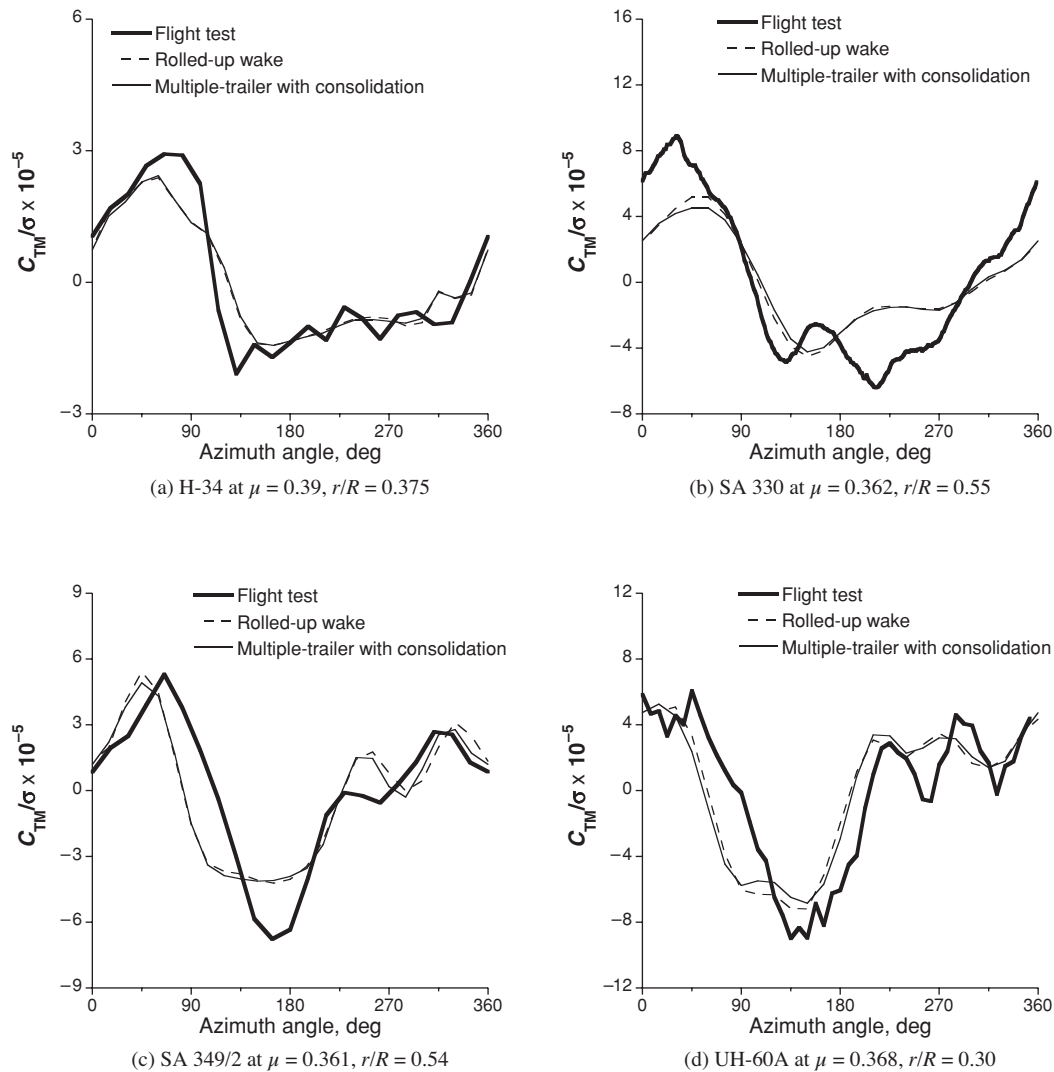 6
3
0
−3
0 90 180 270 360
C_TM/σ x 10^−5
Azimuth angle, deg
Flight test
Rolled-up wake
Multiple-trailer with consolidation
(a) H-34 at μ = 0.39, r/R = 0.375
16
12
8
4
0
−4
−8
0 90 180 270 360
C_TM/σ x 10^−5
Azimuth angle, deg
Flight test
Rolled-up wake
Multiple-trailer with consolidation
(b) SA 330 at μ = 0.362, r/R = 0.55
9
6
3
0
−3
−6
−9
0 90 180 270 360
C_TM/σ x 10^−5
Azimuth angle, deg
Flight test
Rolled-up wake
Multiple-trailer with consolidation
(c) SA 349/2 at μ = 0.361, r/R = 0.54
12
8
4
0
−4
−8
−12
0 90 180 270 360
C_TM/σ x 10^−5
Azimuth angle, deg
Flight test
Rolled-up wake
Multiple-trailer with consolidation
(d) UH-60A at μ = 0.368, r/R = 0.30